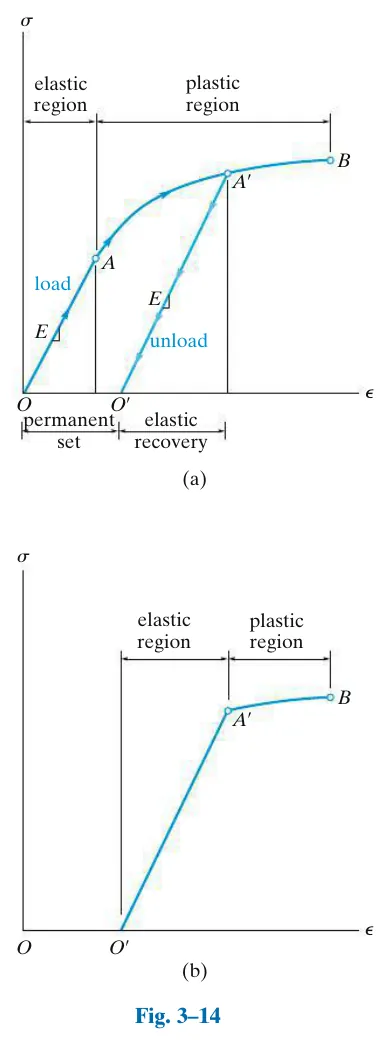 σ
elastic
region
plastic
region
B
A′
A
load
E
E
unload
O
O′
ϵ
permanent
set
elastic
recovery
(a)
σ
elastic
region
plastic
region
B
A′
ϵ
O
O′
(b)
Fig. 3–14